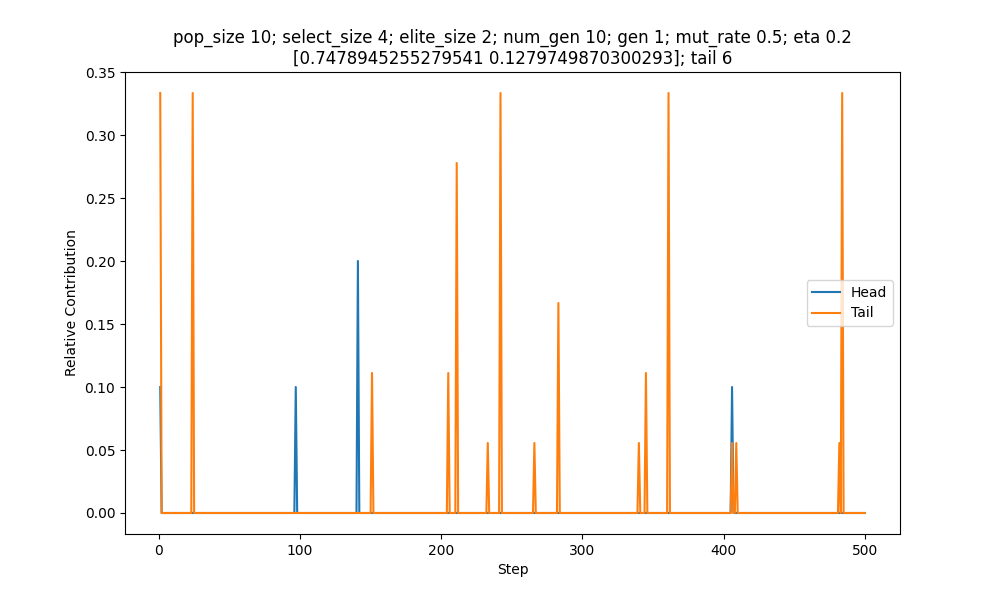 pop_size 10; select_size 4; elite_size 2; num_gen 10; gen 1; mut_rate 0.5; eta 0.2
[0.7478945255279541 0.1279749870300293]; tail 6
0.35
0.30
0.25
0.20
0.15
0.10
0.05
0.00
Relative Contribution
Head
Tail
0
100
200
300
400
500
Step